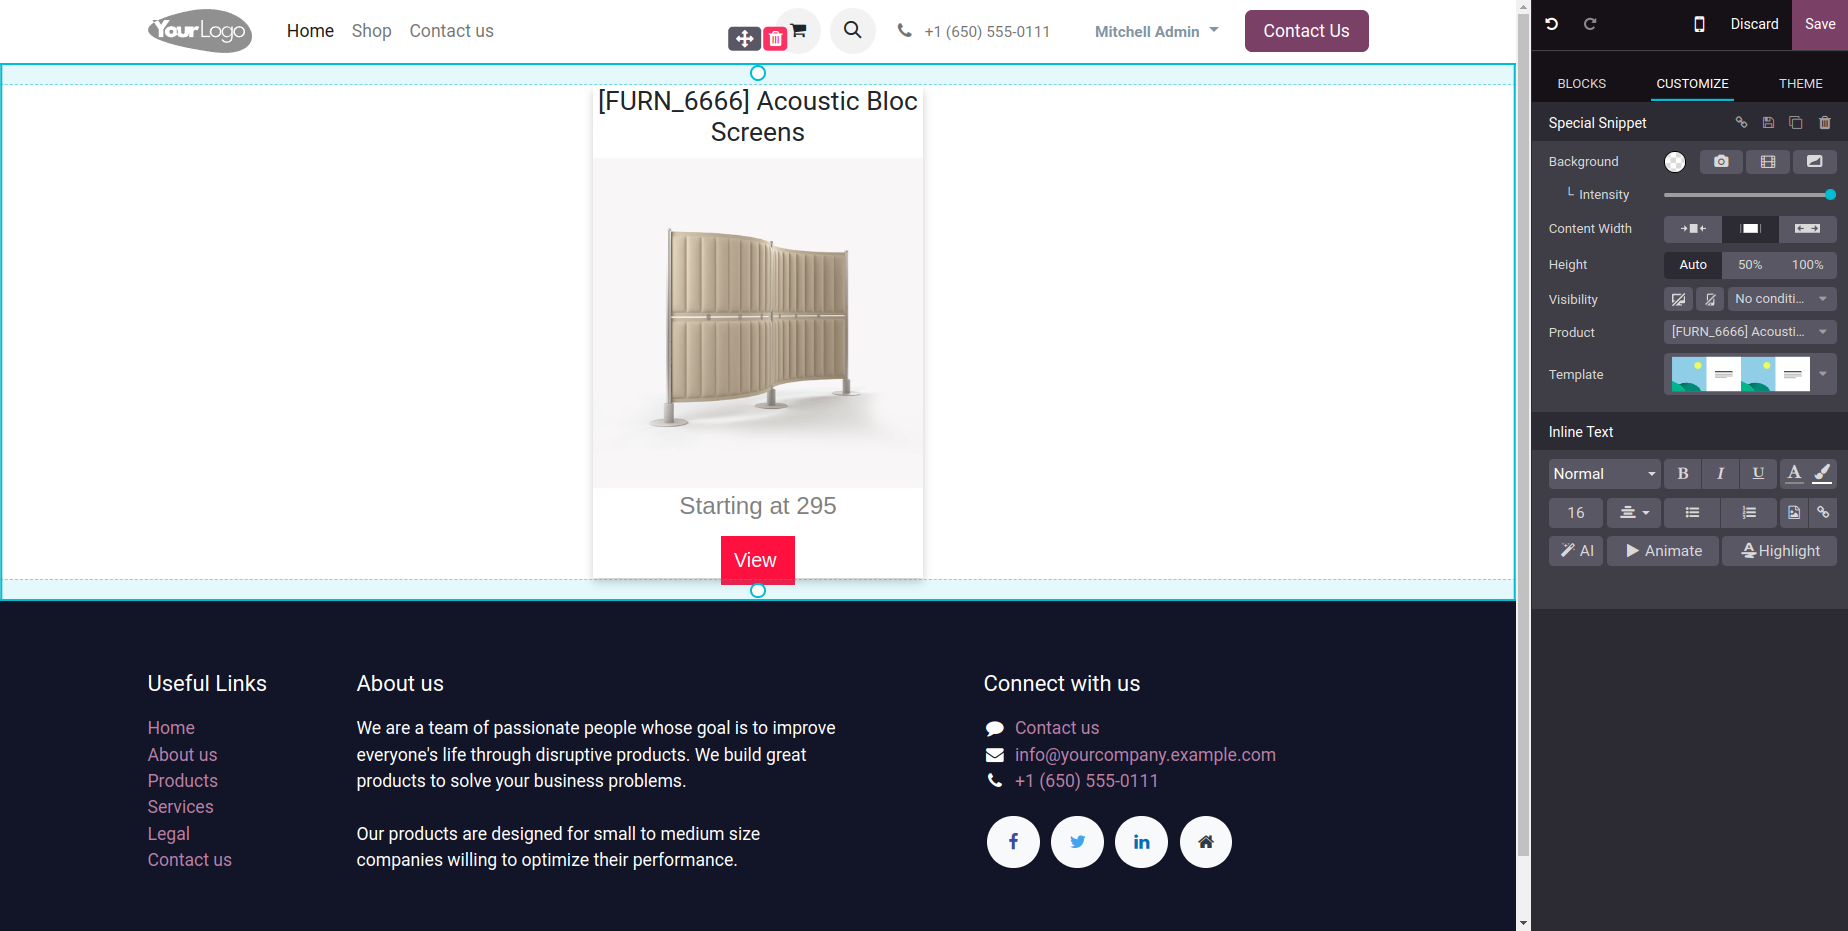 YourLogo
Home
Shop
Contact us
+1 (650) 555-0111
Mitchell Admin
Contact Us
Discard
Save
BLOCKS
CUSTOMIZE
THEME
[FURN_6666] Acoustic Bloc
Screens
Starting at 295
View
Special Snippet
Background
Intensity
Content Width
Height
Auto
50%
100%
Visibility
No conditi...
Product
[FURN_6666] Acousti...
Template
Inline Text
Normal
B
I
U
A
16
AI
Animate
Highlight
Useful Links
Home
About us
Products
Services
Legal
Contact us
About us
We are a team of passionate people whose goal is to improve
everyone's life through disruptive products. We build great
products to solve your business problems.
Our products are designed for small to medium size
companies willing to optimize their performance.
Connect with us
Contact us
info@yourcompany.example.com
+1 (650) 555-0111